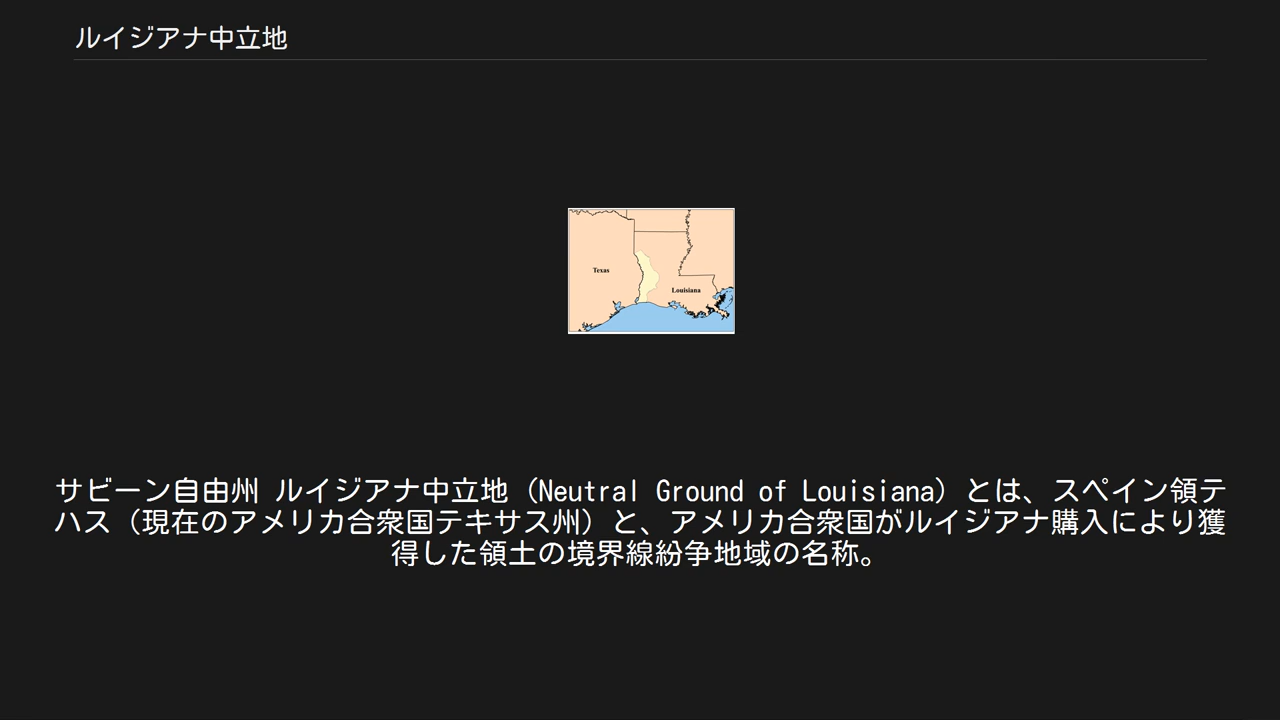 ルイジアナ中立地
Texas
Louisiana
サビーン自由州 ルイジアナ中立地（Neutral Ground of Louisiana）とは、スペイン領テ
ハス（現在のアメリカ合衆国テキサス州）と、アメリカ合衆国がルイジアナ購入により獲
得した領土の境界線紛争地域の名称。